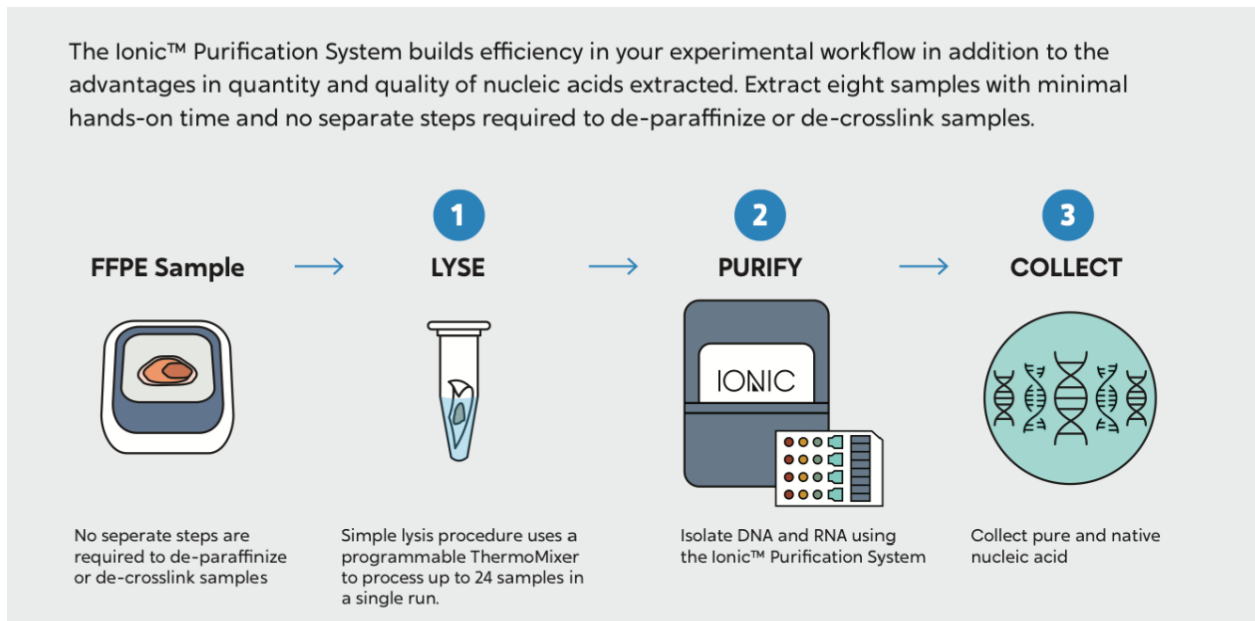 The Ionic™ Purification System builds efficiency in your experimental workflow in addition to the
advantages in quantity and quality of nucleic acids extracted. Extract eight samples with minimal
hands-on time and no separate steps required to de-paraffinize or de-crosslink samples.
1
2
3
FFPE Sample
LYSE
PURIFY
COLLECT
IONIC
No seperate steps are
required to de-paraffinize
or de-crosslink samples
Simple lysis procedure uses a
programmable ThermoMixer
to process up to 24 samples in
a single run.
Isolate DNA and RNA using
the Ionic™ Purification System
Collect pure and native
nucleic acid